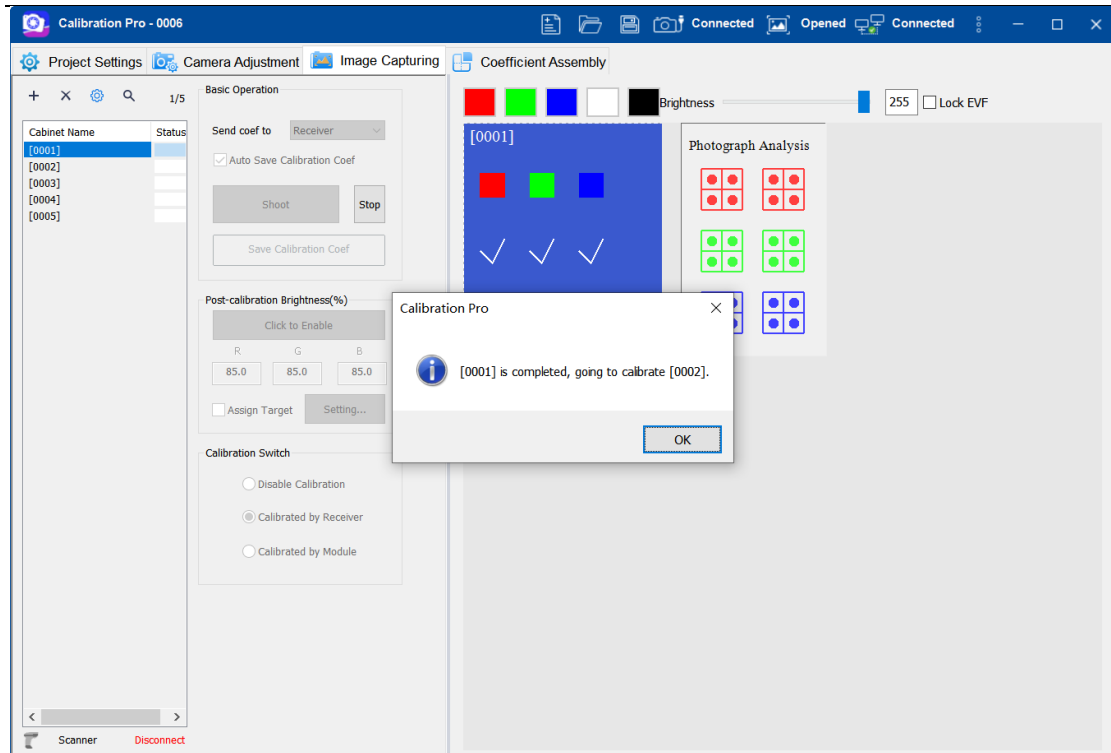 Calibration Pro - 0006
Connected
Opened
Connected
Project Settings
Camera Adjustment
Image Capturing
Coefficient Assembly
1/5
Cabinet Name Status
[0001]
[0002]
[0003]
[0004]
[0005]
Scanner Disconnect
Basic Operation
Send coef to Receiver
Auto Save Calibration Coef
Shoot Stop
Save Calibration Coef
Post-calibration Brightness(%)
Click to Enable
R G B
85.0 85.0 85.0
Assign Target Setting...
Calibration Switch
Disable Calibration
Calibrated by Receiver
Calibrated by Module
Brightness 255 Lock EVF
[0001]
Photograph Analysis
Calibration Pro
[0001] is completed, going to calibrate [0002].
OK